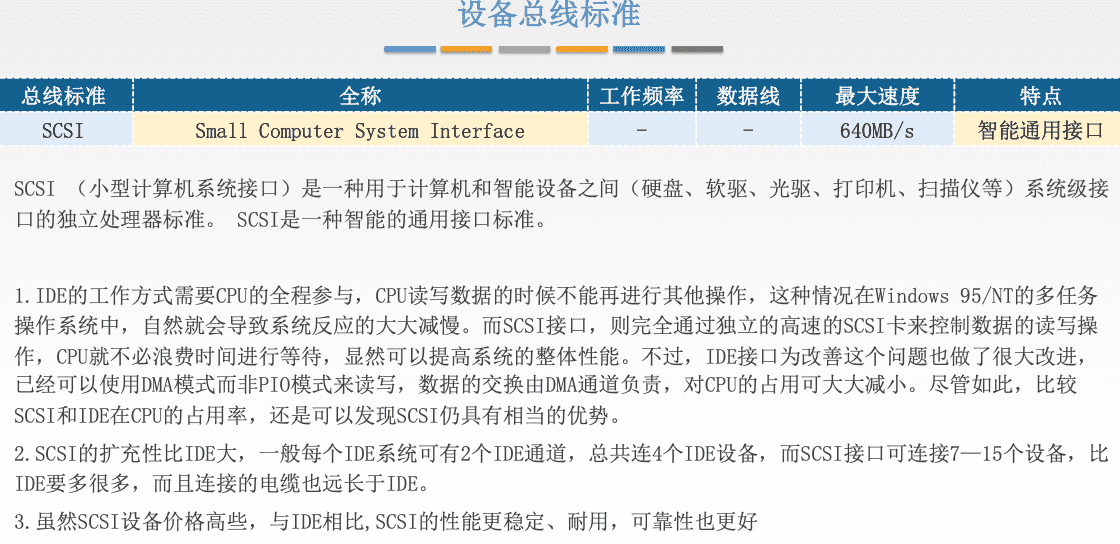 设备总线标准
总线标准 全称 工作频率 数据线 最大速度 特点
SCSI Small Computer System Interface - - 640MB/s 智能通用接口
SCSI （小型计算机系统接口）是一种用于计算机和智能设备之间（硬盘、软驱、光驱、打印机、扫描仪等）系统级接
口的独立处理器标准。 SCSI是一种智能的通用接口标准。
1.IDE的工作方式需要CPU的全程参与，CPU读写数据的时候不能再进行其他操作，这种情况在Windows 95/NT的多任务
操作系统中，自然就会导致系统反应的大大减慢。而SCSI接口，则完全通过独立的高速的SCSI卡来控制数据的读写操
作，CPU就不必浪费时间进行等待，显然可以提高系统的整体性能。不过，IDE接口为改善这个问题也做了很大改进，
已经可以使用DMA模式而非PIO模式来读写，数据的交换由DMA通道负责，对CPU的占用可大大减小。尽管如此，比较
SCSI和IDE在CPU的占用率，还是可以发现SCSI仍具有相当的优势。
2.SCSI的扩充性比IDE大，一般每个IDE系统可有2个IDE通道，总共连4个IDE设备，而SCSI接口可连接7—15个设备，比
IDE要多很多，而且连接的电缆也远长于IDE。
3.虽然SCSI设备价格高些，与IDE相比,SCSI的性能更稳定、耐用，可靠性也更好